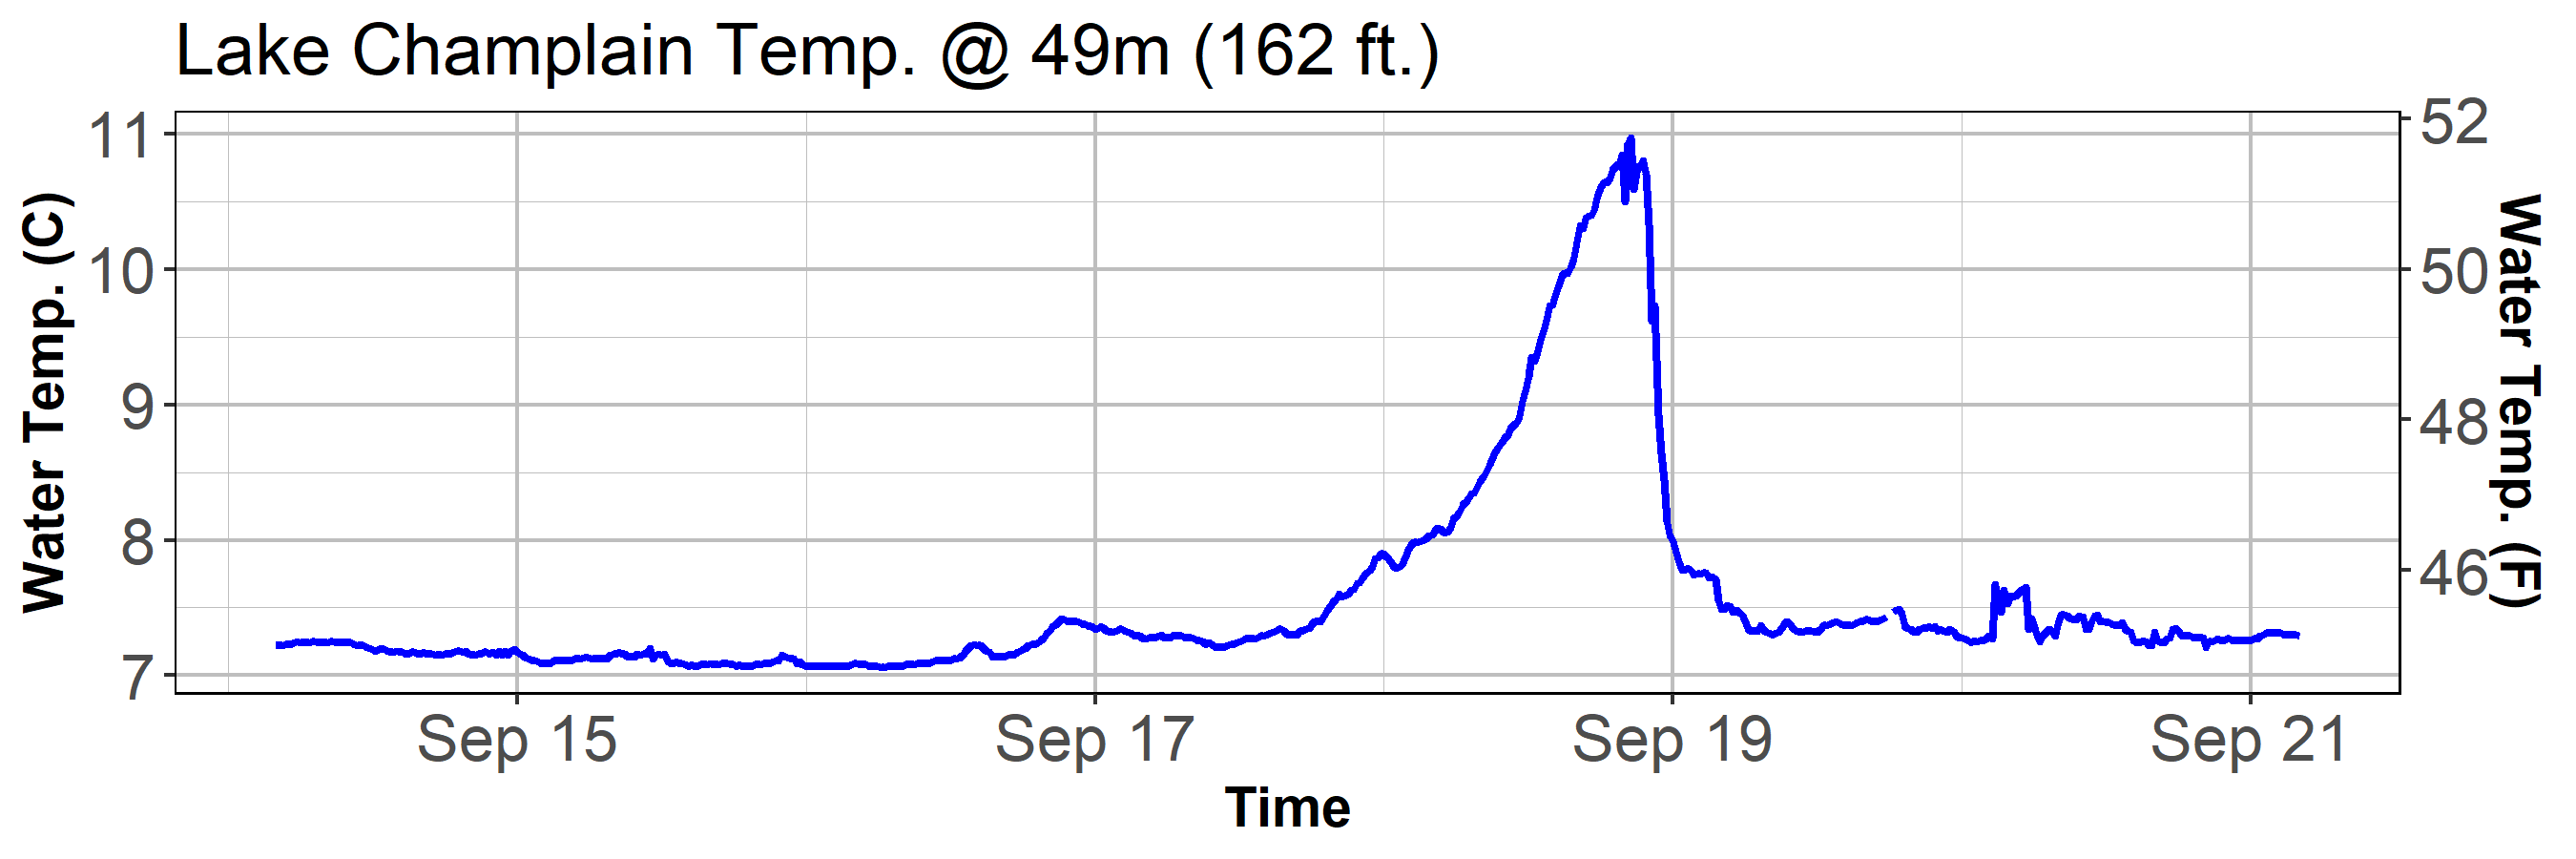 Lake Champlain Temp. @ 49m (162 ft.)
Water Temp. (C)
11
10
9
8
7
52
50
48
46
Water Temp. (F)
Sep 15
Sep 17
Sep 19
Sep 21
Time